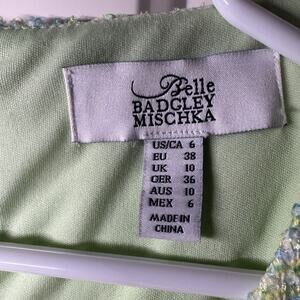 Belle
BADGLEY
MISCHKA
US/CA 6
EU 38
UK 10
GER 36
AUS 10
MEX 6
MADE IN
CHINA